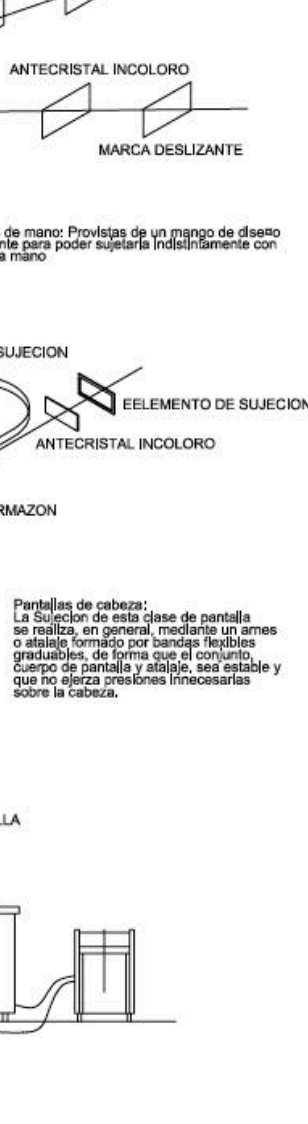 ANTECRISTAL INCOLORO
MARCA DESLIZANTE
de mano: Provistas de un mango de diseño
nte para poder sujetarla indistintamente con
a mano
SUJECION
EELEMENTO DE SUJECION
ANTECRISTAL INCOLORO
RMAZON
Pantallas de cabeza:
La Sujecion de esta clase de pantalla
se realiza, en general, mediante un arnes
o atalaje formado por bandas flexibles
graduables, de forma que el conjunto,
cuerpo de pantalla y atalaje, sea estable y
que no ejerza presiones innecesarias
sobre la cabeza.
LLA